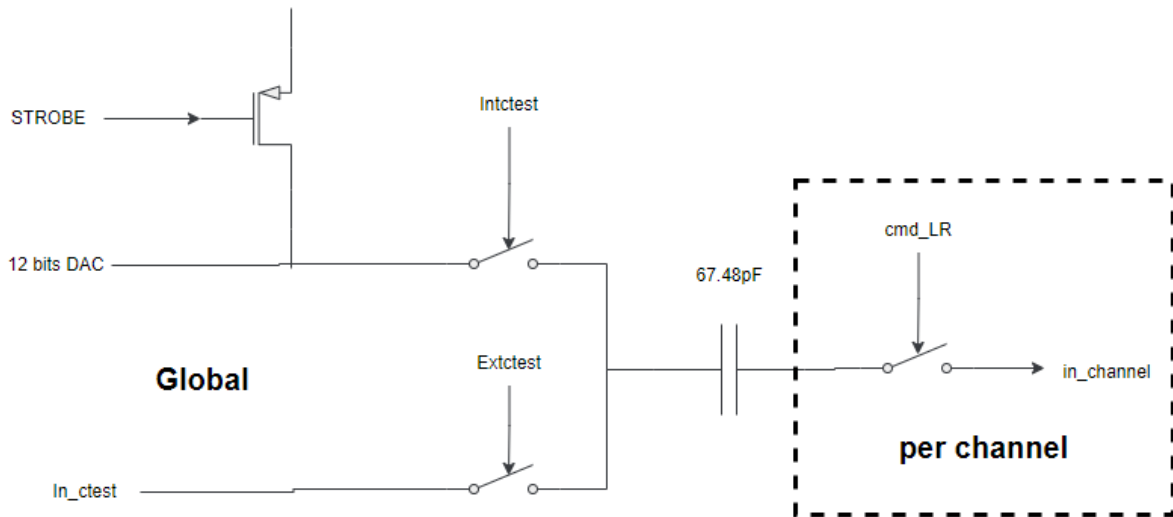 STROBE
Intctest
12 bits DAC
67.48pF
cmd_LR
Global
Extctest
in_channel
per channel
In_ctest